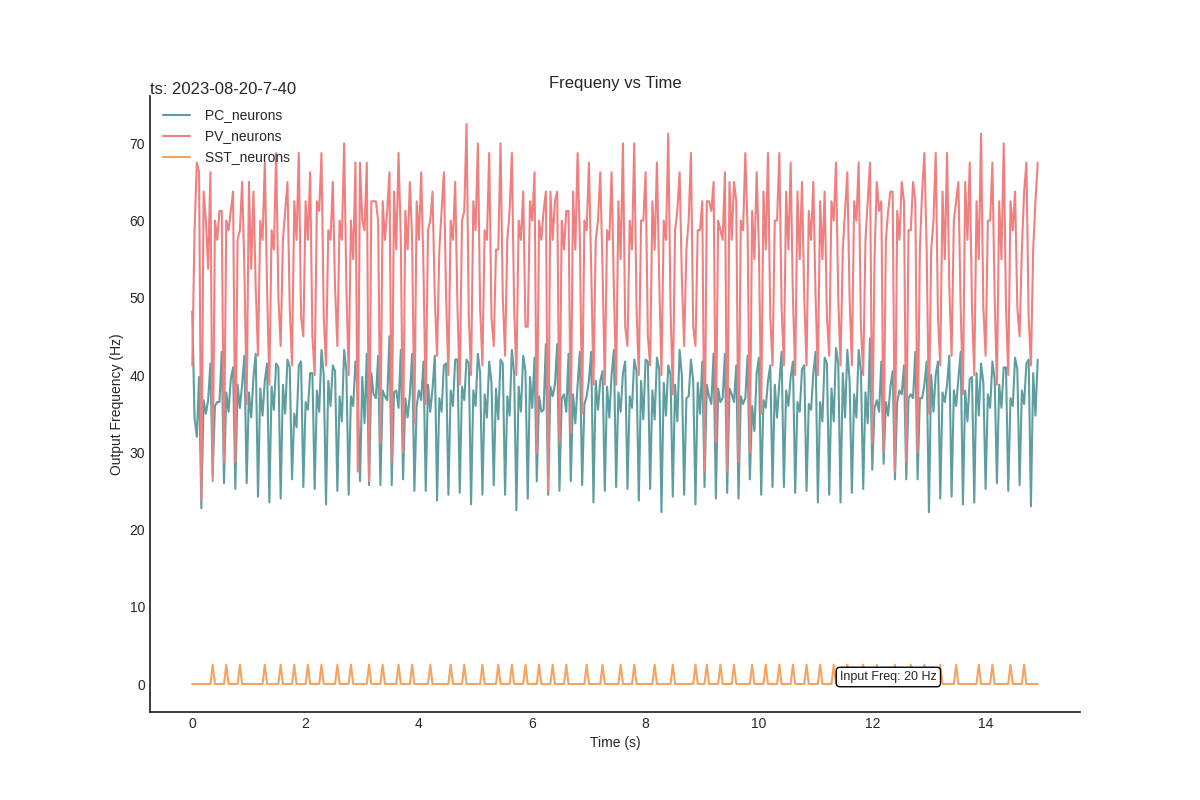 Frequeny vs Time
ts: 2023-08-20-7-40
PC_neurons
PV_neurons
SST_neurons
Output Frequency (Hz)
70
60
50
40
30
20
10
0
Input Freq: 20 Hz
0 2 4 6 8 10 12 14
Time (s)